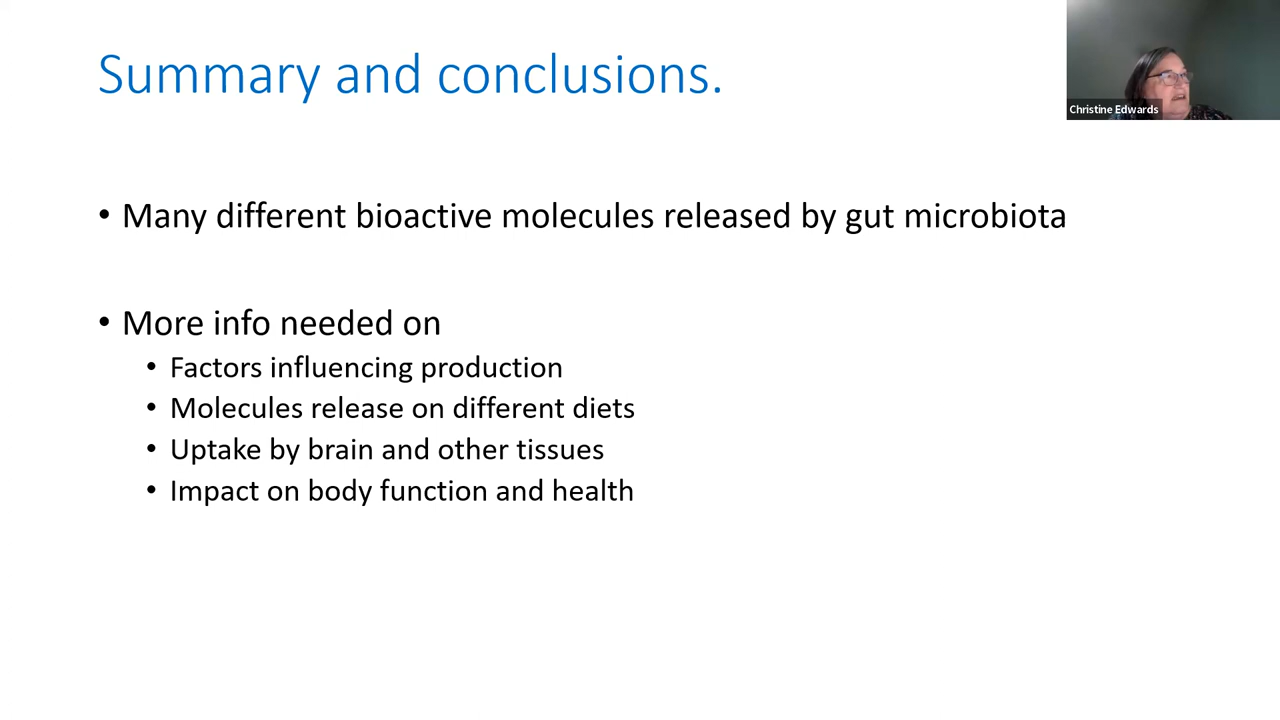 Summary and conclusions.
Christine Edwards
• Many different bioactive molecules released by gut microbiota
• More info needed on
• Factors influencing production
• Molecules release on different diets
• Uptake by brain and other tissues
• Impact on body function and health